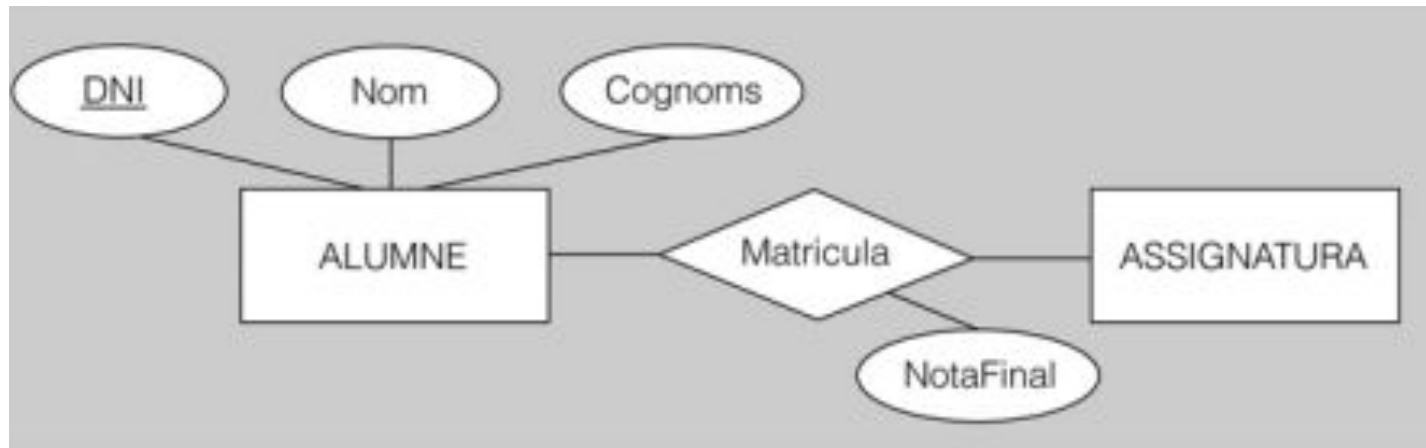 DNI
Nom
Cognoms
ALUMNE
Matricula
ASSIGNATURA
NotaFinal